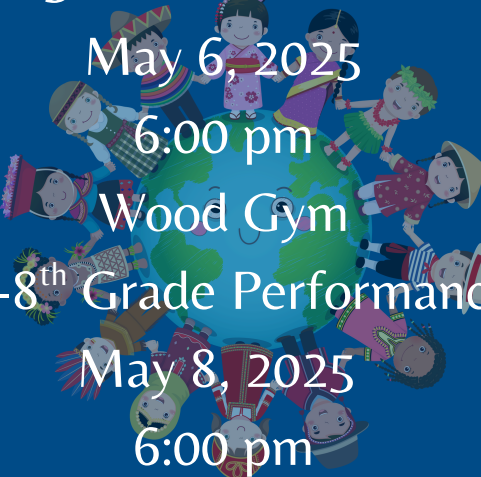 May 6, 2025
6:00 pm
Wood Gym
-8th Grade Performanc
May 8, 2025
6:00 pm